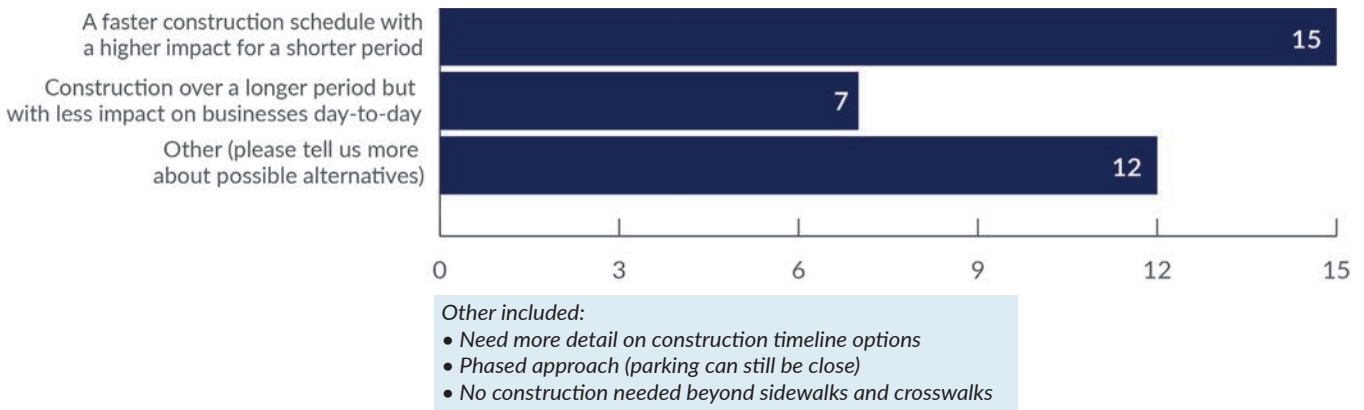 A faster construction schedule with
a higher impact for a shorter period
15
Construction over a longer period but
with less impact on businesses day-to-day
7
Other (please tell us more
about possible alternatives)
12
0 3 6 9 12 15
Other included:
• Need more detail on construction timeline options
• Phased approach (parking can still be close)
• No construction needed beyond sidewalks and crosswalks